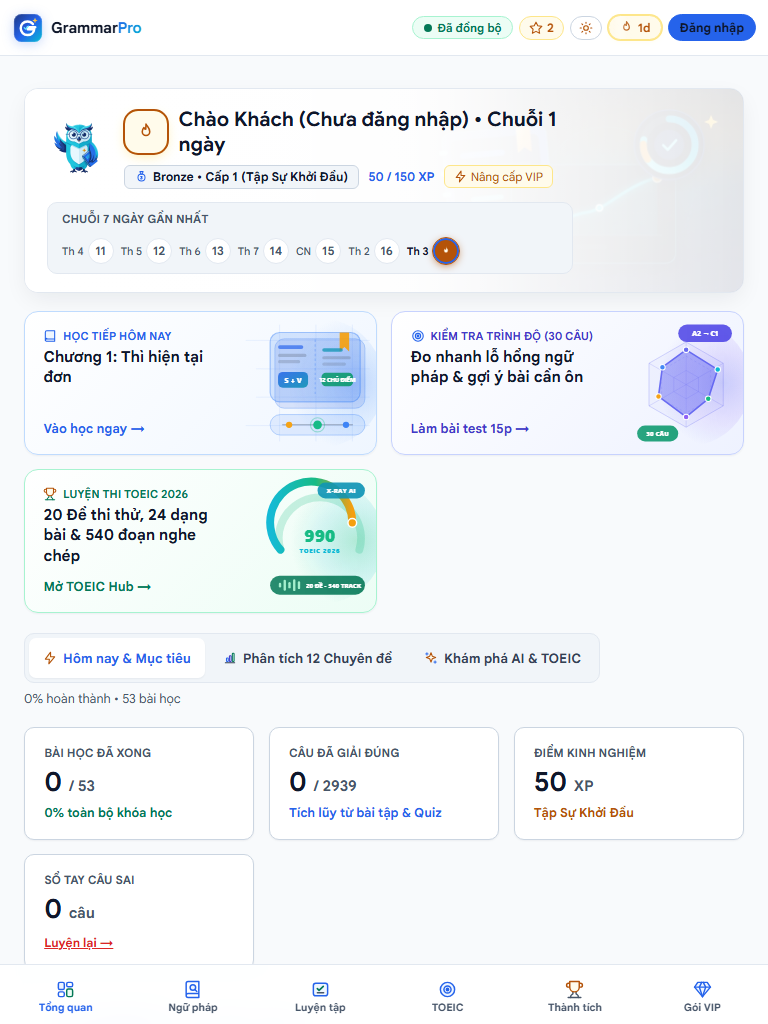 GrammarPro
Đã đồng bộ
2
1d
Đăng nhập
Chào Khách (Chưa đăng nhập) • Chuỗi 1
ngày
Bronze • Cấp 1 (Tập Sự Khởi Đầu)
50 / 150 XP
Nâng cấp VIP
CHUỖI 7 NGÀY GẦN NHẤT
Th 4 11 Th 5 12 Th 6 13 Th 7 14 CN 15 Th 2 16 Th 3
HỌC TIẾP HÔM NAY
Chương 1: Thì hiện tại
đơn
Vào học ngay →
S + V
12 CHỦ ĐIỂM
KIỂM TRA TRÌNH ĐỘ (30 CÂU)
Đo nhanh lỗ hổng ngữ
pháp & gợi ý bài cần ôn
Làm bài test 15p →
A2 → C1
30 CÂU
LUYỆN THI TOEIC 2026
20 Đề thi thử, 24 dạng
bài & 540 đoạn nghe
chép
Mở TOEIC Hub →
X-RAY AI
990
TOEIC 2026
20 ĐỀ • 540 TRACK
Hôm nay & Mục tiêu
Phân tích 12 Chuyên đề
Khám phá AI & TOEIC
0% hoàn thành • 53 bài học
BÀI HỌC ĐÃ XONG
0 / 53
0% toàn bộ khóa học
CÂU ĐÃ GIẢI ĐÚNG
0 / 2939
Tích lũy từ bài tập & Quiz
ĐIỂM KINH NGHIỆM
50 XP
Tập Sự Khởi Đầu
SỔ TAY CÂU SAI
0 câu
Luyện lại →
Tổng quan
Ngữ pháp
Luyện tập
TOEIC
Thành tích
Gói VIP